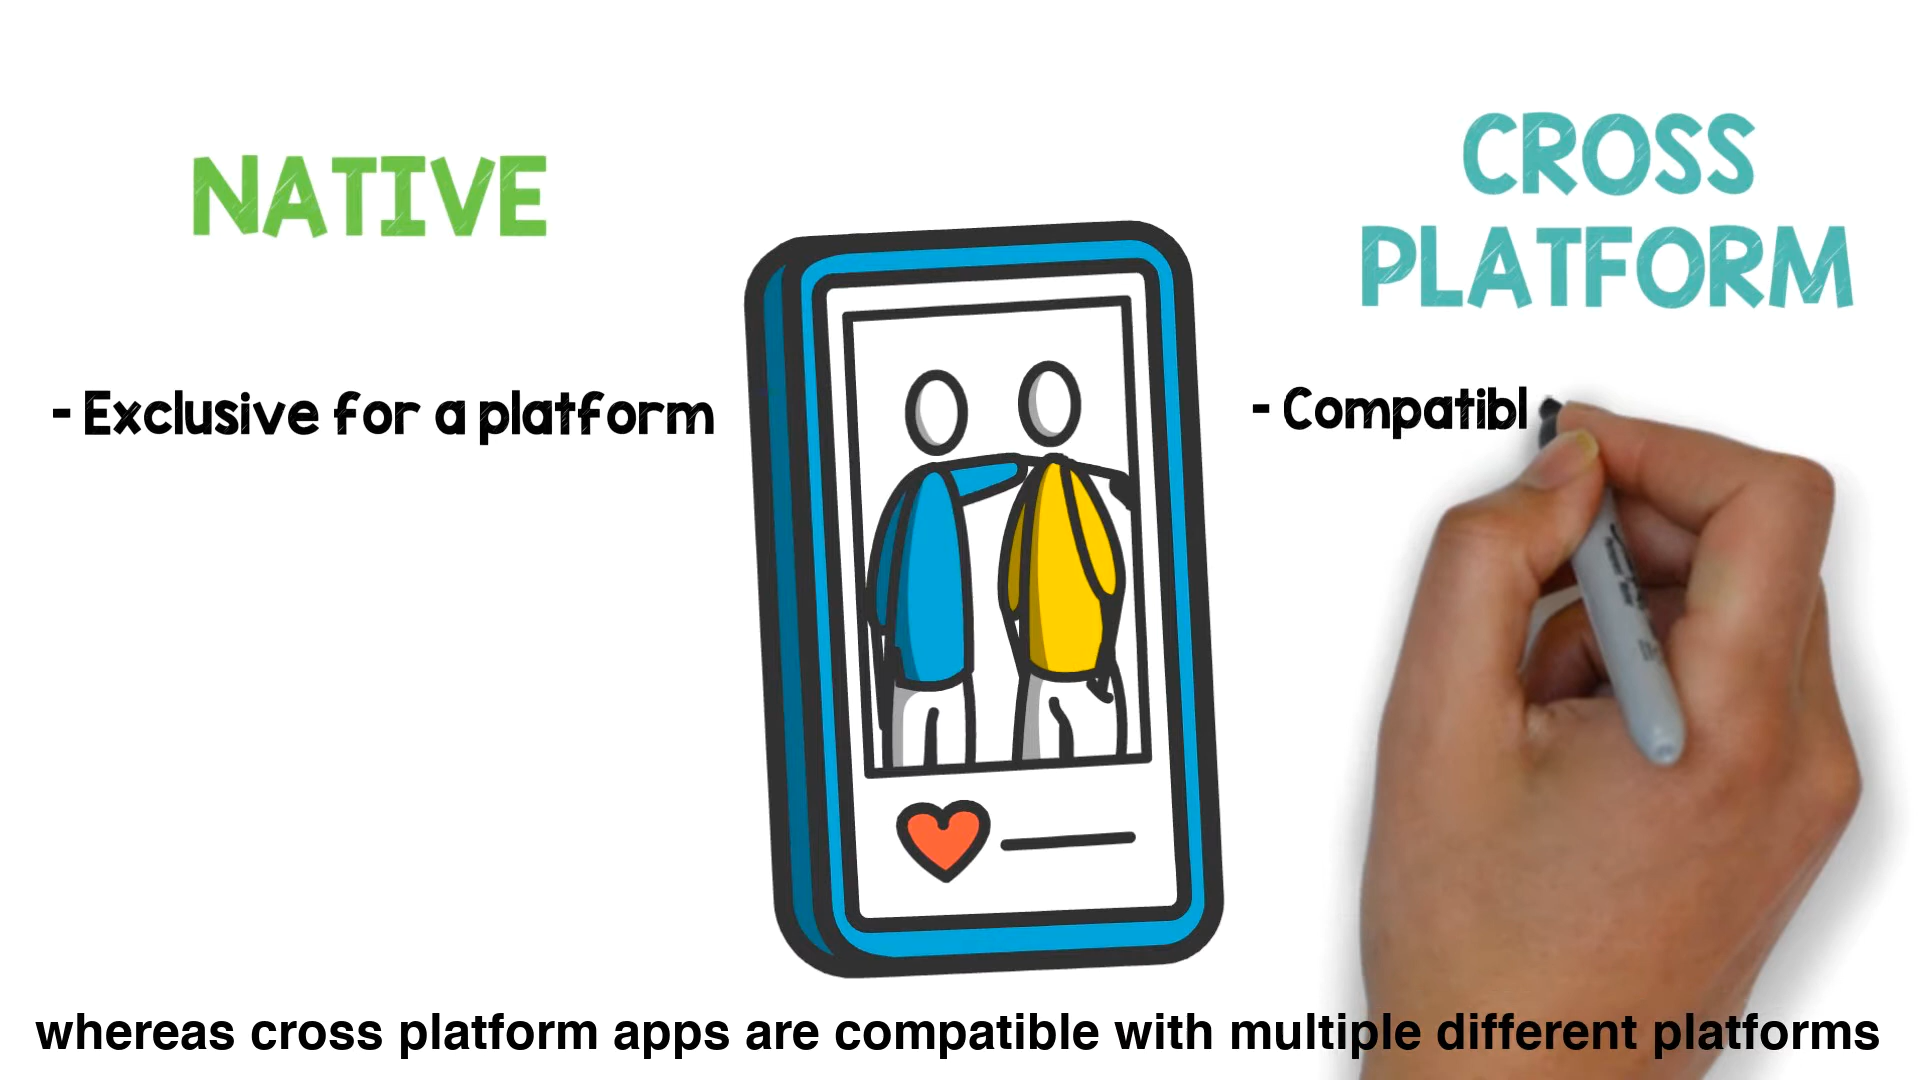 NATIVE
CROSS
PLATFORM
- Exclusive for a platform
- Compatibl
whereas cross platform apps are compatible with multiple different platforms